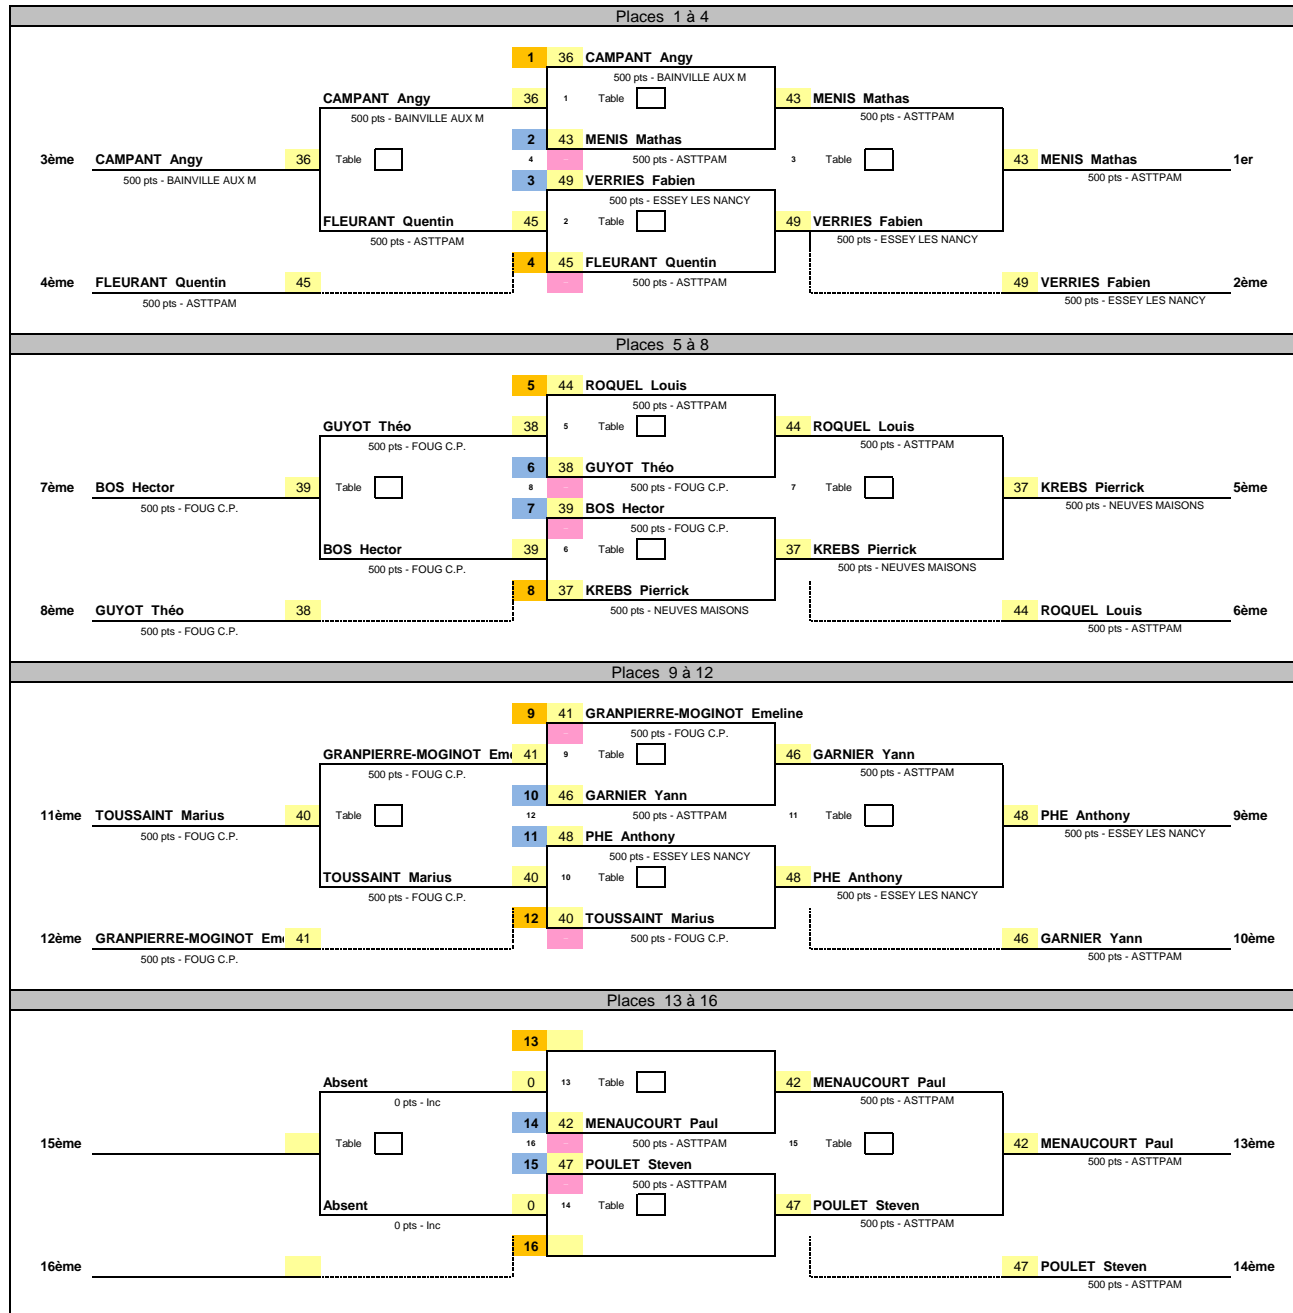 Places 1 à 4
1 36 CAMPANT Angy
500 pts - BAINVILLE AUX M
CAMPANT Angy 36 1 Table 43 MENIS Mathas
500 pts - BAINVILLE AUX M 500 pts - ASTTPAM
2 43 MENIS Mathas
3ème CAMPANT Angy 36 Table 4 - 500 pts - ASTTPAM 3 Table 43 MENIS Mathas 1er
500 pts - BAINVILLE AUX M 3 49 VERRIES Fabien 500 pts - ASTTPAM
500 pts - ESSEY LES NANCY
FLEURANT Quentin 45 2 Table 49 VERRIES Fabien
500 pts - ASTTPAM 500 pts - ESSEY LES NANCY
4 45 FLEURANT Quentin
4ème FLEURANT Quentin 45 - 500 pts - ASTTPAM 49 VERRIES Fabien 2ème
500 pts - ASTTPAM 500 pts - ESSEY LES NANCY
Places 5 à 8
5 44 ROQUEL Louis
500 pts - ASTTPAM
GUYOT Théo 38 5 Table 44 ROQUEL Louis
500 pts - FOUG C.P. 500 pts - ASTTPAM
6 38 GUYOT Théo
7ème BOS Hector 39 Table 8 - 500 pts - FOUG C.P. 7 Table 37 KREBS Pierrick 5ème
500 pts - FOUG C.P. 7 39 BOS Hector 500 pts - NEUVES MAISONS
- 500 pts - FOUG C.P.
BOS Hector 39 6 Table 37 KREBS Pierrick
500 pts - FOUG C.P. 500 pts - NEUVES MAISONS
8 37 KREBS Pierrick
8ème GUYOT Théo 38 500 pts - NEUVES MAISONS 44 ROQUEL Louis 6ème
500 pts - FOUG C.P. 500 pts - ASTTPAM
Places 9 à 12
9 41 GRANPIERRE-MOGINOT Emeline
- 500 pts - FOUG C.P.
GRANPIERRE-MOGINOT Em 41 9 Table 46 GARNIER Yann
500 pts - FOUG C.P. 500 pts - ASTTPAM
10 46 GARNIER Yann
11ème TOUSSAINT Marius 40 Table 12 500 pts - ASTTPAM 11 Table 48 PHE Anthony 9ème
500 pts - FOUG C.P. 11 48 PHE Anthony 500 pts - ESSEY LES NANCY
500 pts - ESSEY LES NANCY
TOUSSAINT Marius 40 10 Table 48 PHE Anthony
500 pts - FOUG C.P. 500 pts - ESSEY LES NANCY
12 40 TOUSSAINT Marius
12ème GRANPIERRE-MOGINOT Em 41 - 500 pts - FOUG C.P. 46 GARNIER Yann 10ème
500 pts - FOUG C.P. 500 pts - ASTTPAM
Places 13 à 16
13
Absent 0 13 Table 42 MENAUCOURT Paul
0 pts - Inc 500 pts - ASTTPAM
14 42 MENAUCOURT Paul
15ème Table 16 - 500 pts - ASTTPAM 15 Table 42 MENAUCOURT Paul 13ème
15 47 POULET Steven 500 pts - ASTTPAM
- 500 pts - ASTTPAM
Absent 0 14 Table 47 POULET Steven
0 pts - Inc 500 pts - ASTTPAM
16
16ème 47 POULET Steven 14ème
500 pts - ASTTPAM